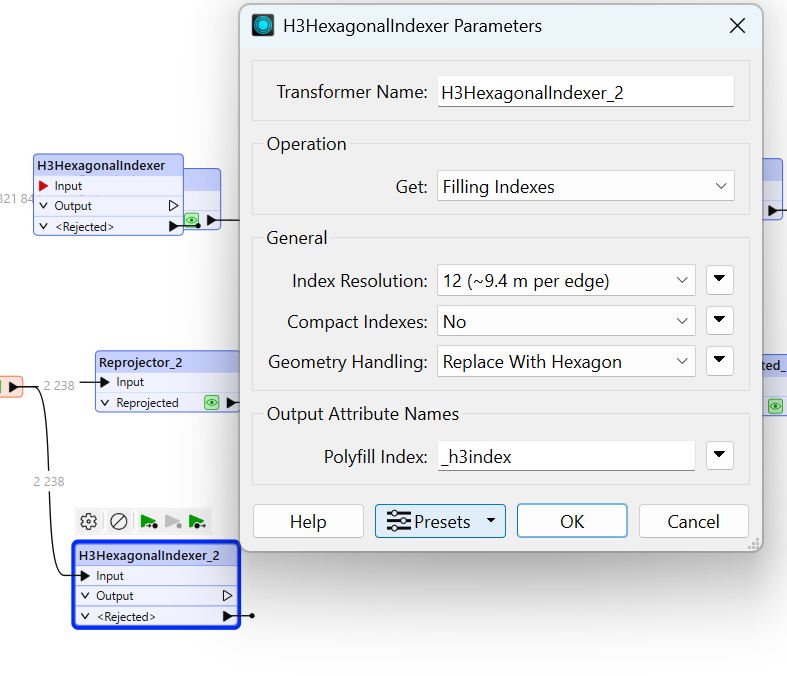 H3HexagonalIndexer Parameters
Transformer Name: H3HexagonalIndexer_2
Operation
Get: Filling Indexes
General
Index Resolution: 12 (~9.4 m per edge)
Compact Indexes: No
Geometry Handling: Replace With Hexagon
Output Attribute Names
Polyfill Index: _h3index
Help
Presets
OK
Cancel
H3HexagonalIndexer
Input
Output
<Rejected>
321 84
Reprojector_2
Input
Reprojected
2 238
2 238
ted_
H3HexagonalIndexer_2
Input
Output
<Rejected>